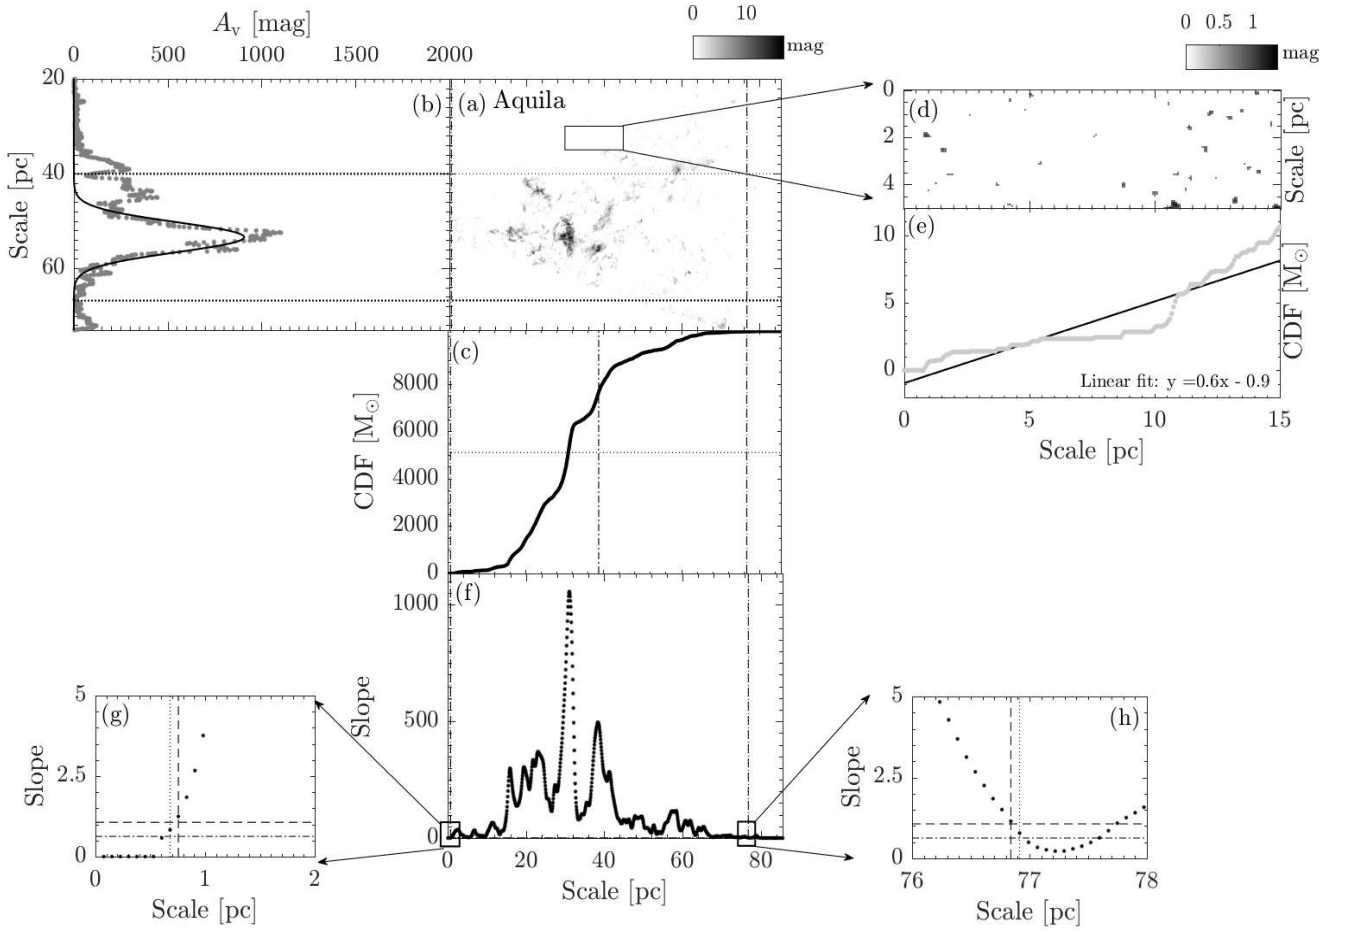 A_v [mag]
0 500 1000 1500 2000
0 10
mag
0 0.5 1
mag
20
40
60
Scale [pc]
(b)
(a) Aquila
(d)
0
2
4
Scale [pc]
(e)
10
5
0
CDF [M⊙]
Linear fit: y =0.6x - 0.9
0 5 10 15
Scale [pc]
(c)
8000
6000
4000
2000
0
CDF [M⊙]
(f)
1000
500
0
Slope
0 20 40 60 80
Scale [pc]
(g)
5
2.5
0
Slope
0 1 2
Scale [pc]
(h)
5
2.5
0
Slope
76 77 78
Scale [pc]